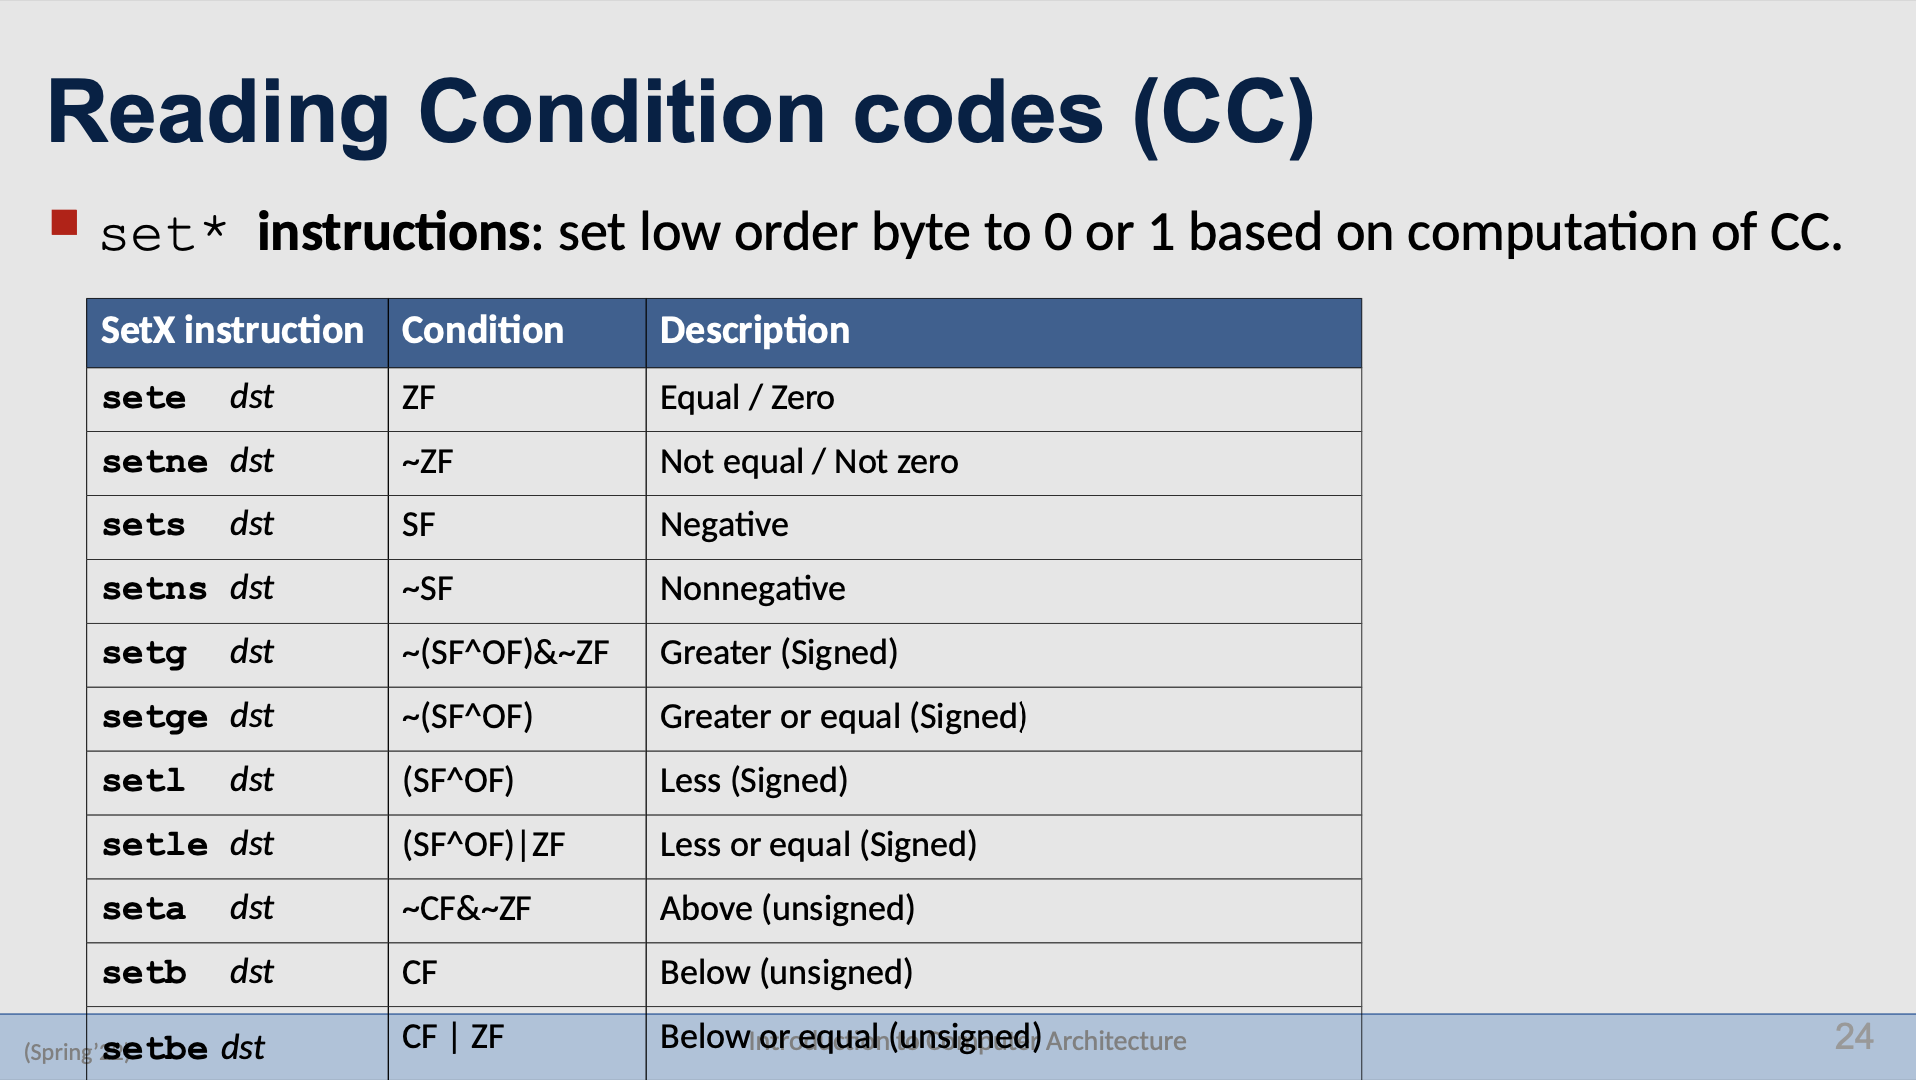 Reading Condition codes (CC)
set* instructions: set low order byte to 0 or 1 based on computation of CC.
SetX instruction Condition Description
sete dst ZF Equal / Zero
setne dst ~ZF Not equal / Not zero
sets dst SF Negative
setns dst ~SF Nonnegative
setg dst ~(SF^OF)&~ZF Greater (Signed)
setge dst ~(SF^OF) Greater or equal (Signed)
setl dst (SF^OF) Less (Signed)
setle dst (SF^OF)|ZF Less or equal (Signed)
seta dst ~CF&~ZF Above (unsigned)
setb dst CF Below (unsigned)
setbe dst CF | ZF Below or equal (unsigned)
Introduction to Computer Architecture
24